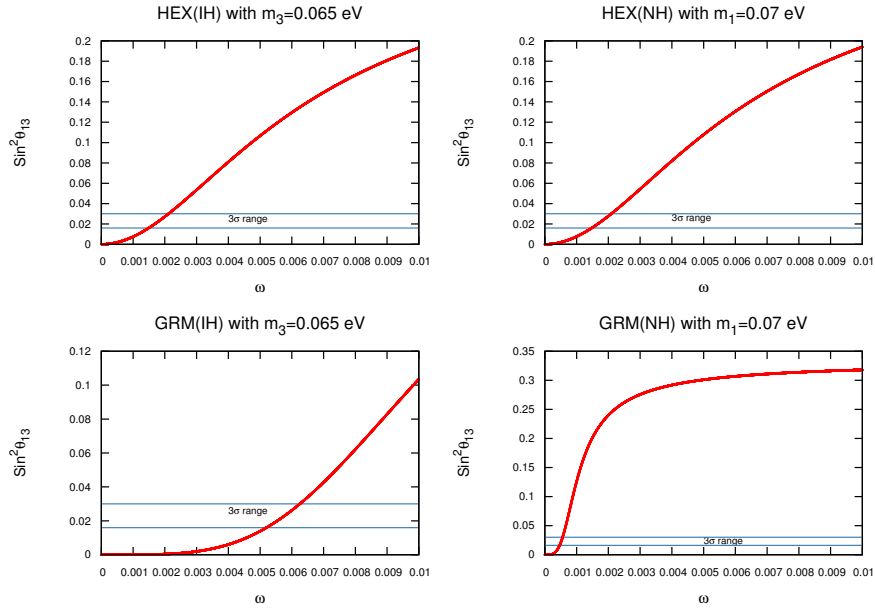 HEX(IH) with m3=0.065 eV
Sin2θ13
0.2
0.18
0.16
0.14
0.12
0.1
0.08
0.06
0.04
0.02
0
3σ range
0 0.001 0.002 0.003 0.004 0.005 0.006 0.007 0.008 0.009 0.01
ω
HEX(NH) with m1=0.07 eV
Sin2θ13
0.2
0.18
0.16
0.14
0.12
0.1
0.08
0.06
0.04
0.02
0
3σ range
0 0.001 0.002 0.003 0.004 0.005 0.006 0.007 0.008 0.009 0.01
ω
GRM(IH) with m3=0.065 eV
Sin2θ13
0.12
0.1
0.08
0.06
0.04
0.02
0
3σ range
0 0.001 0.002 0.003 0.004 0.005 0.006 0.007 0.008 0.009 0.01
ω
GRM(NH) with m1=0.07 eV
Sin2θ13
0.35
0.3
0.25
0.2
0.15
0.1
0.05
0
3σ range
0 0.001 0.002 0.003 0.004 0.005 0.006 0.007 0.008 0.009 0.01
ω